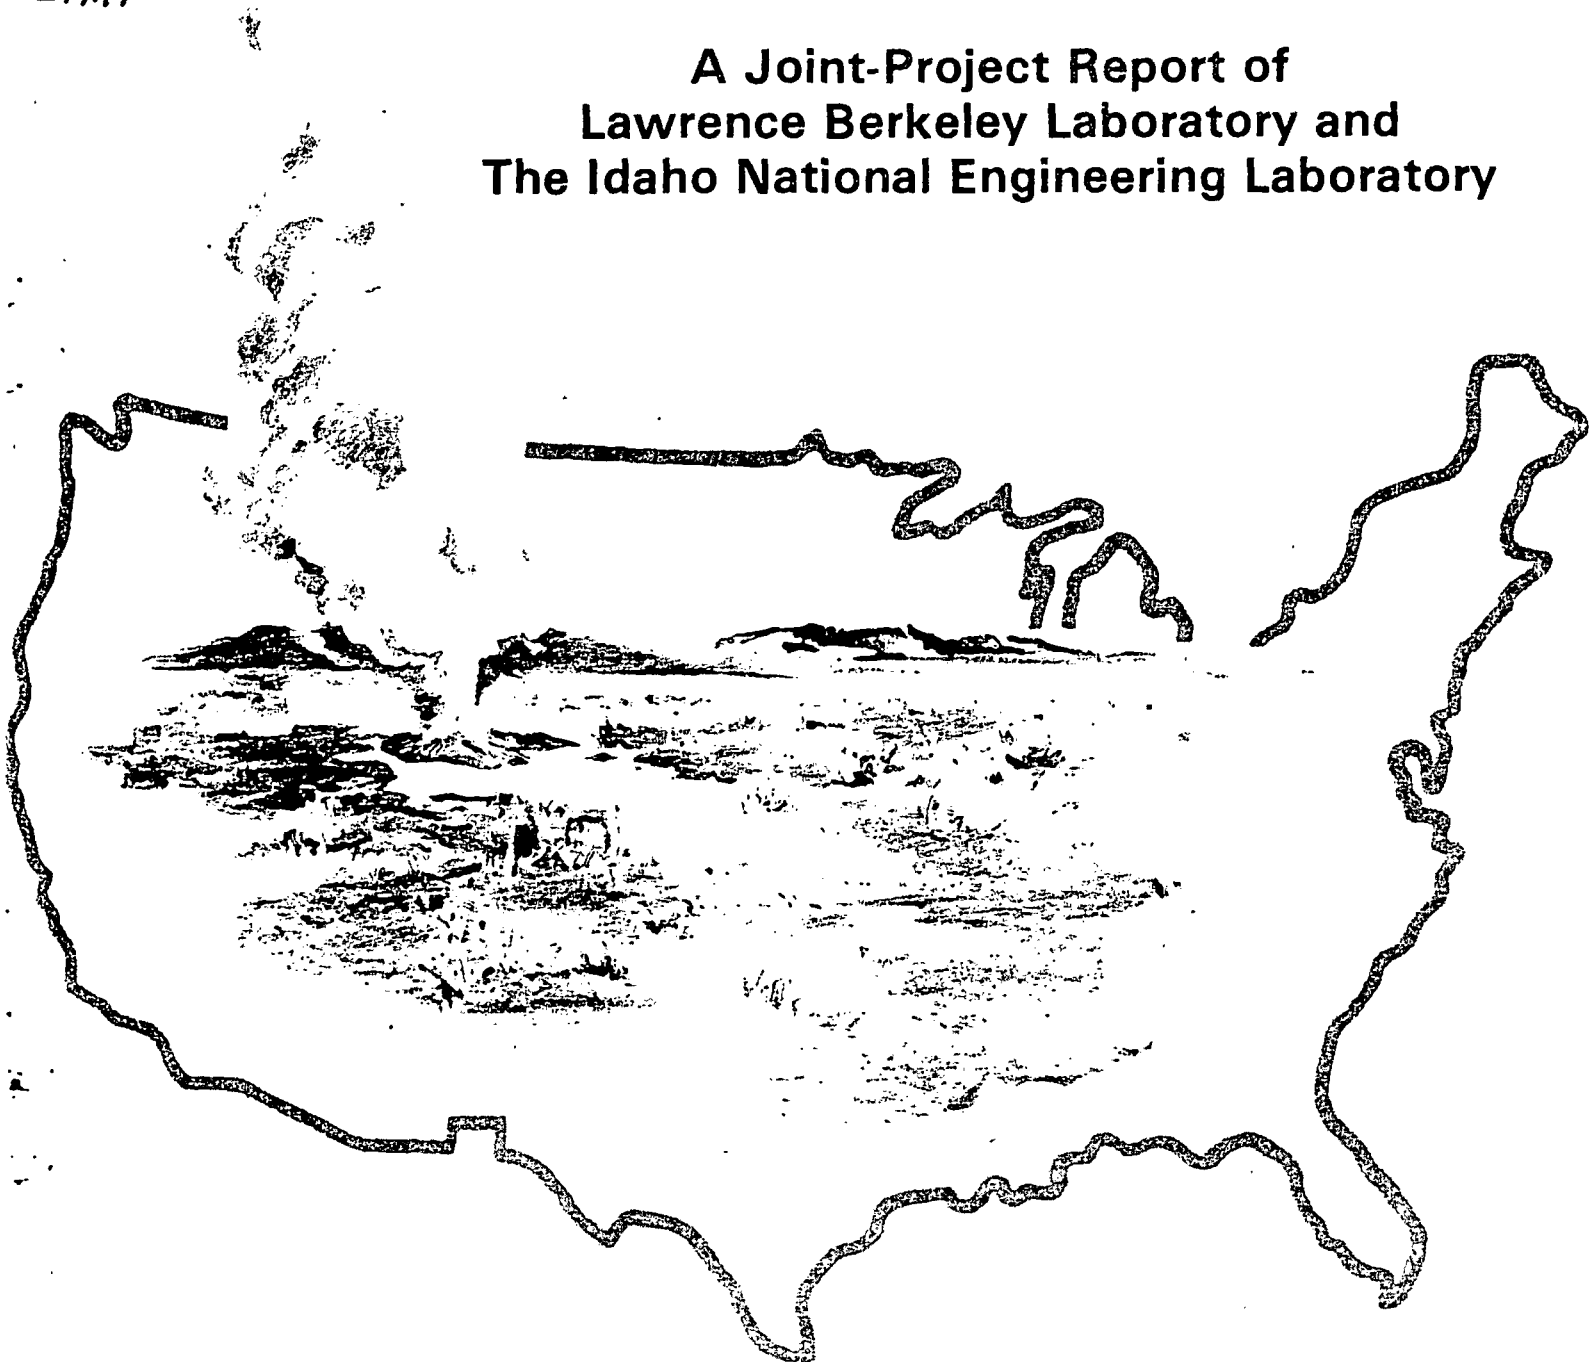 A Joint-Project Report of
Lawrence Berkeley Laboratory and
The Idaho National Engineering Laboratory